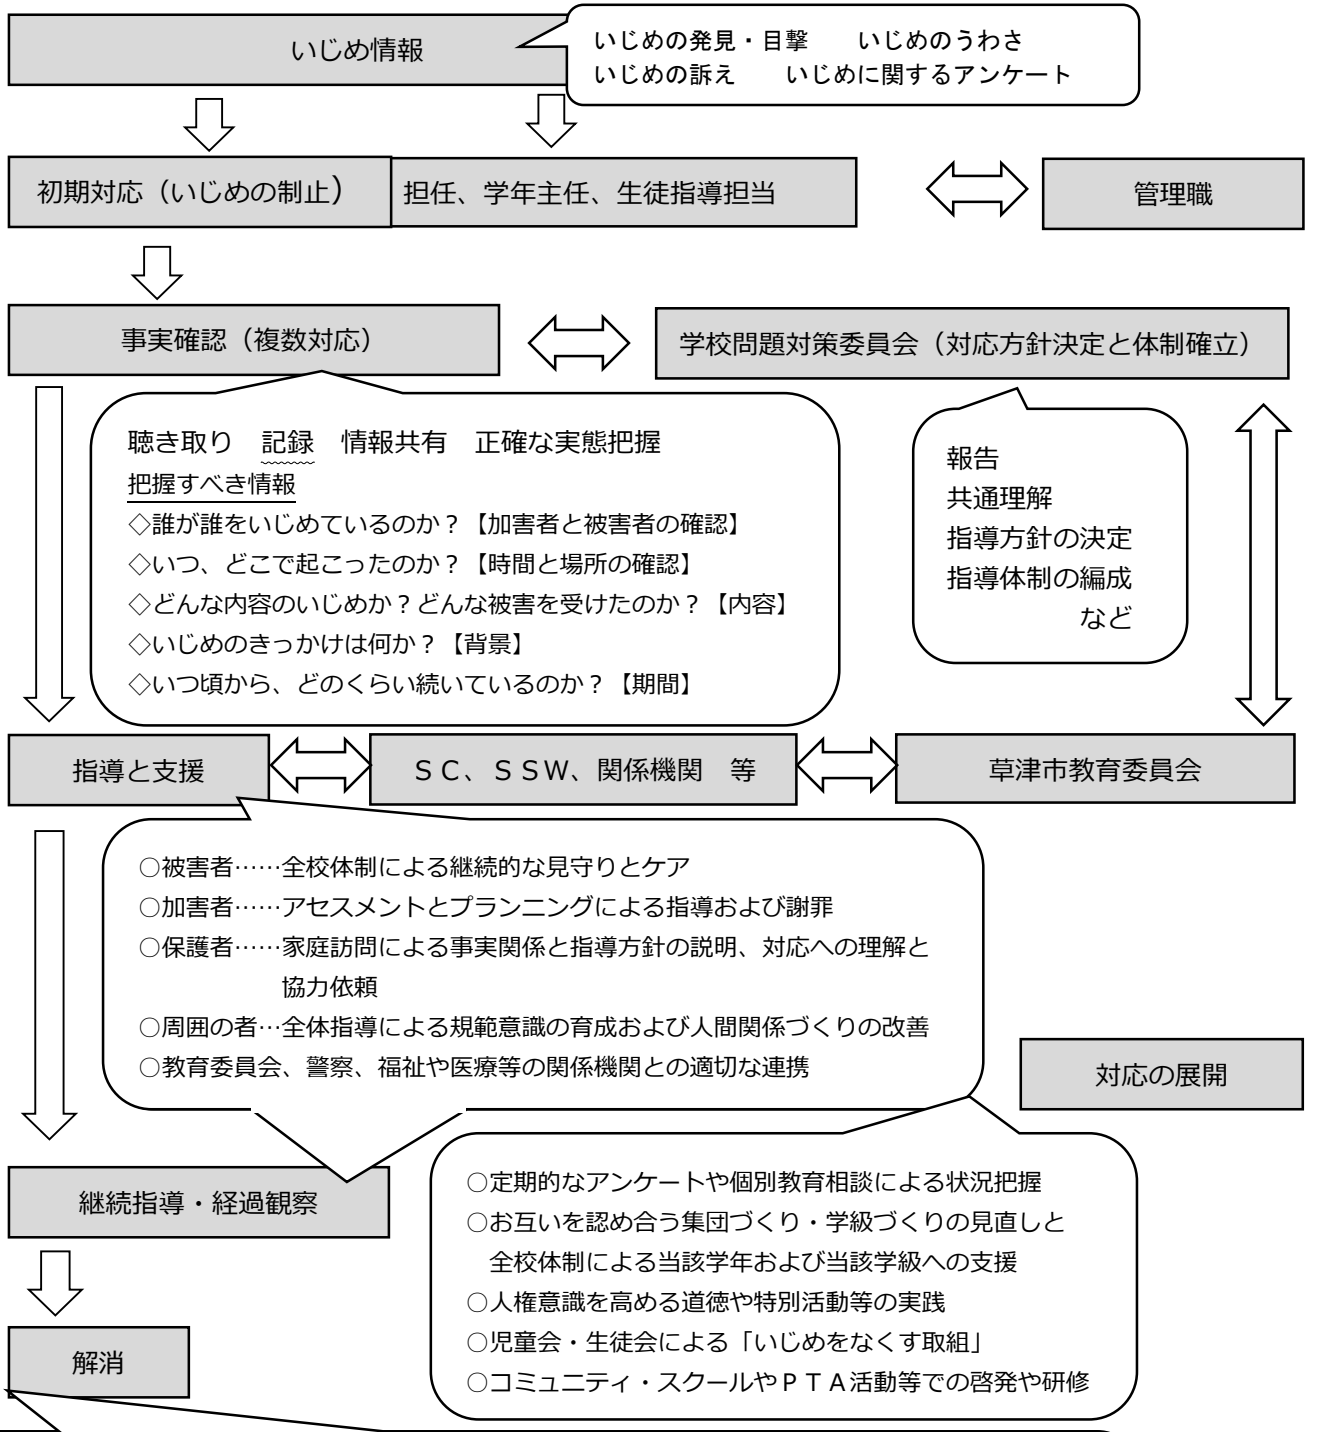 いじめ情報
いじめの発見・目撃　　いじめのうわさ
いじめの訴え　　いじめに関するアンケート
初期対応（いじめの制止）
担任、学年主任、生徒指導担当
管理職
事実確認（複数対応）
学校問題対策委員会（対応方針決定と体制確立）
聴き取り　記録　情報共有　正確な実態把握
把握すべき情報
◇誰が誰をいじめているのか？【加害者と被害者の確認】
◇いつ、どこで起こったのか？【時間と場所の確認】
◇どんな内容のいじめか？どんな被害を受けたのか？【内容】
◇いじめのきっかけは何か？【背景】
◇いつ頃から、どのくらい続いているのか？【期間】
報告
共通理解
指導方針の決定
指導体制の編成
など
指導と支援
ＳＣ、ＳＳＷ、関係機関　等
草津市教育委員会
○被害者……全校体制による継続的な見守りとケア
○加害者……アセスメントとプランニングによる指導および謝罪
○保護者……家庭訪問による事実関係と指導方針の説明、対応への理解と
協力依頼
○周囲の者…全体指導による規範意識の育成および人間関係づくりの改善
○教育委員会、警察、福祉や医療等の関係機関との適切な連携
対応の展開
継続指導・経過観察
○定期的なアンケートや個別教育相談による状況把握
○お互いを認め合う集団づくり・学級づくりの見直しと
全校体制による当該学年および当該学級への支援
○人権意識を高める道徳や特別活動等の実践
○児童会・生徒会による「いじめをなくす取組」
○コミュニティ・スクールやＰＴＡ活動等での啓発や研修
解消